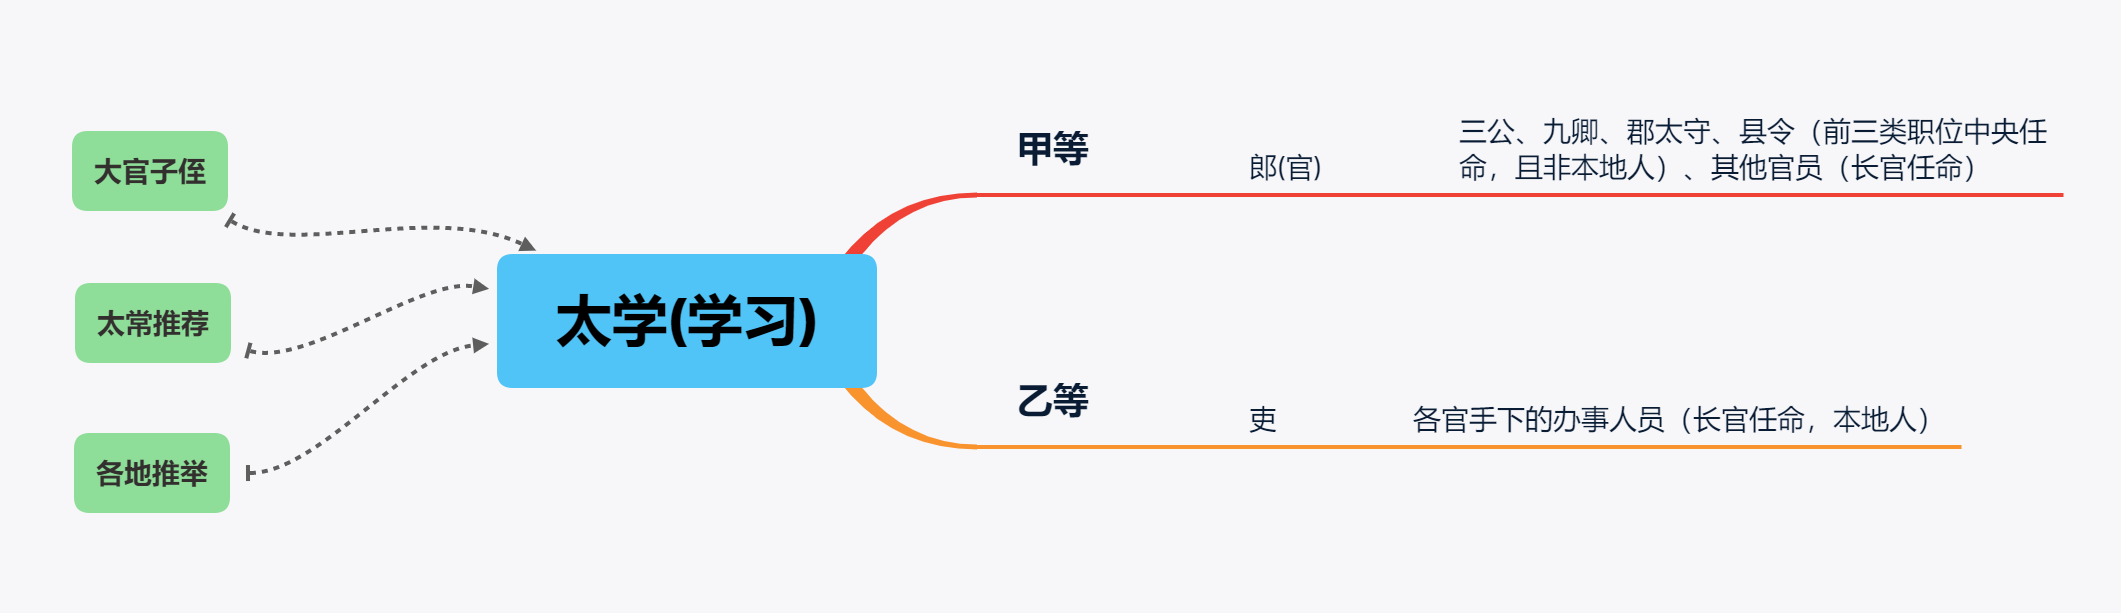 大官子侄
太常推荐
各地推举
太学(学习)
甲等
郎(官)
三公、九卿、郡太守、县令（前三类职位中央任
命，且非本地人）、其他官员（长官任命）
乙等
吏
各官手下的办事人员（长官任命，本地人）